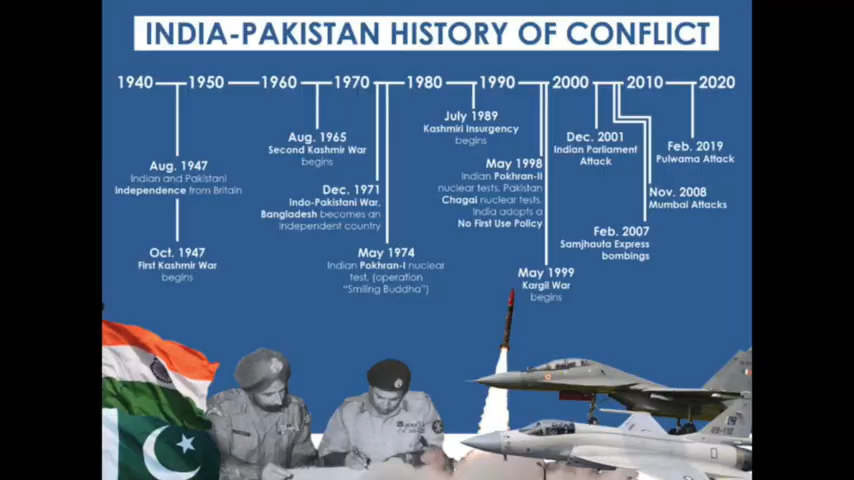 INDIA-PAKISTAN HISTORY OF CONFLICT
1940 1950 1960 1970 1980 1990 2000 2010 2020
Aug. 1947
Indian and Pakistani
Independence from Britain
Oct. 1947
First Kashmir War
begins
Aug. 1965
Second Kashmir War
begins
Dec. 1971
Indo-Pakistani War,
Bangladesh becomes an
independent country
May 1974
Indian Pokhran-I nuclear
test, (operation
“Smiling Buddha”)
July 1989
Kashmiri Insurgency
begins
May 1998
Indian Pokhran-II
nuclear tests, Pakistan
Chagai nuclear tests.
India adopts a
No First Use Policy
May 1999
Kargil War
begins
Dec. 2001
Indian Parliament
Attack
Feb. 2007
Samjhauta Express
bombings
Nov. 2008
Mumbai Attacks
Feb. 2019
Pulwama Attack